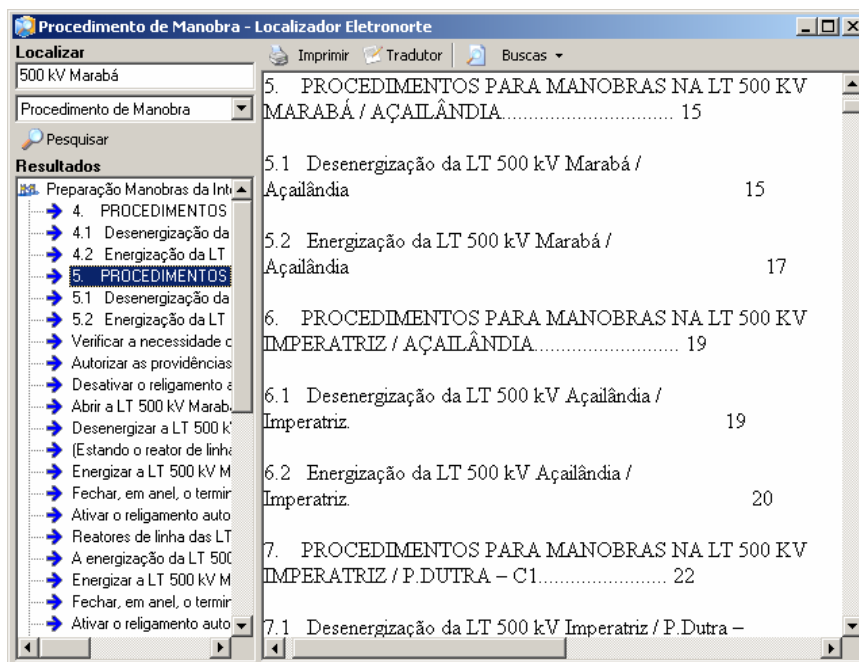 Procedimento de Manobra - Localizador Eletronorte
Localizar
500 kV Marabá
Procedimento de Manobra
Pesquisar
Resultados
Preparação Manobras da Inte
4. PROCEDIMENTOS
4.1 Desenergização da
4.2 Energização da LT
5. PROCEDIMENTOS
5.1 Desenergização da
5.2 Energização da LT
Verificar a necessidade d
Autorizar as providências
Desativar o religamento a
Abrir a LT 500 kV Marab
Desenergizar a LT 500 k
(Estando o reator de linha
Energizar a LT 500 kV M
Fechar, em anel, o termin
Ativar o religamento auto
Reatores de linha das LT
A energização da LT 500
Energizar a LT 500 kV M
Fechar, em anel, o termin
Ativar o religamento auto
Imprimir Tradutor Buscas
5. PROCEDIMENTOS PARA MANOBRAS NA LT 500 KV
MARABÁ / AÇAILÂNDIA................................ 15
5.1 Desenergização da LT 500 kV Marabá /
Açailândia 15
5.2 Energização da LT 500 kV Marabá /
Açailândia 17
6. PROCEDIMENTOS PARA MANOBRAS NA LT 500 KV
IMPERATRIZ / AÇAILÂNDIA........................... 19
6.1 Desenergização da LT 500 kV Açailândia /
Imperatriz. 19
6.2 Energização da LT 500 kV Açailândia /
Imperatriz. 20
7. PROCEDIMENTOS PARA MANOBRAS NA LT 500 KV
IMPERATRIZ / P.DUTRA – C1........................ 22
7.1 Desenergização da LT 500 kV Imperatriz / P.Dutra –